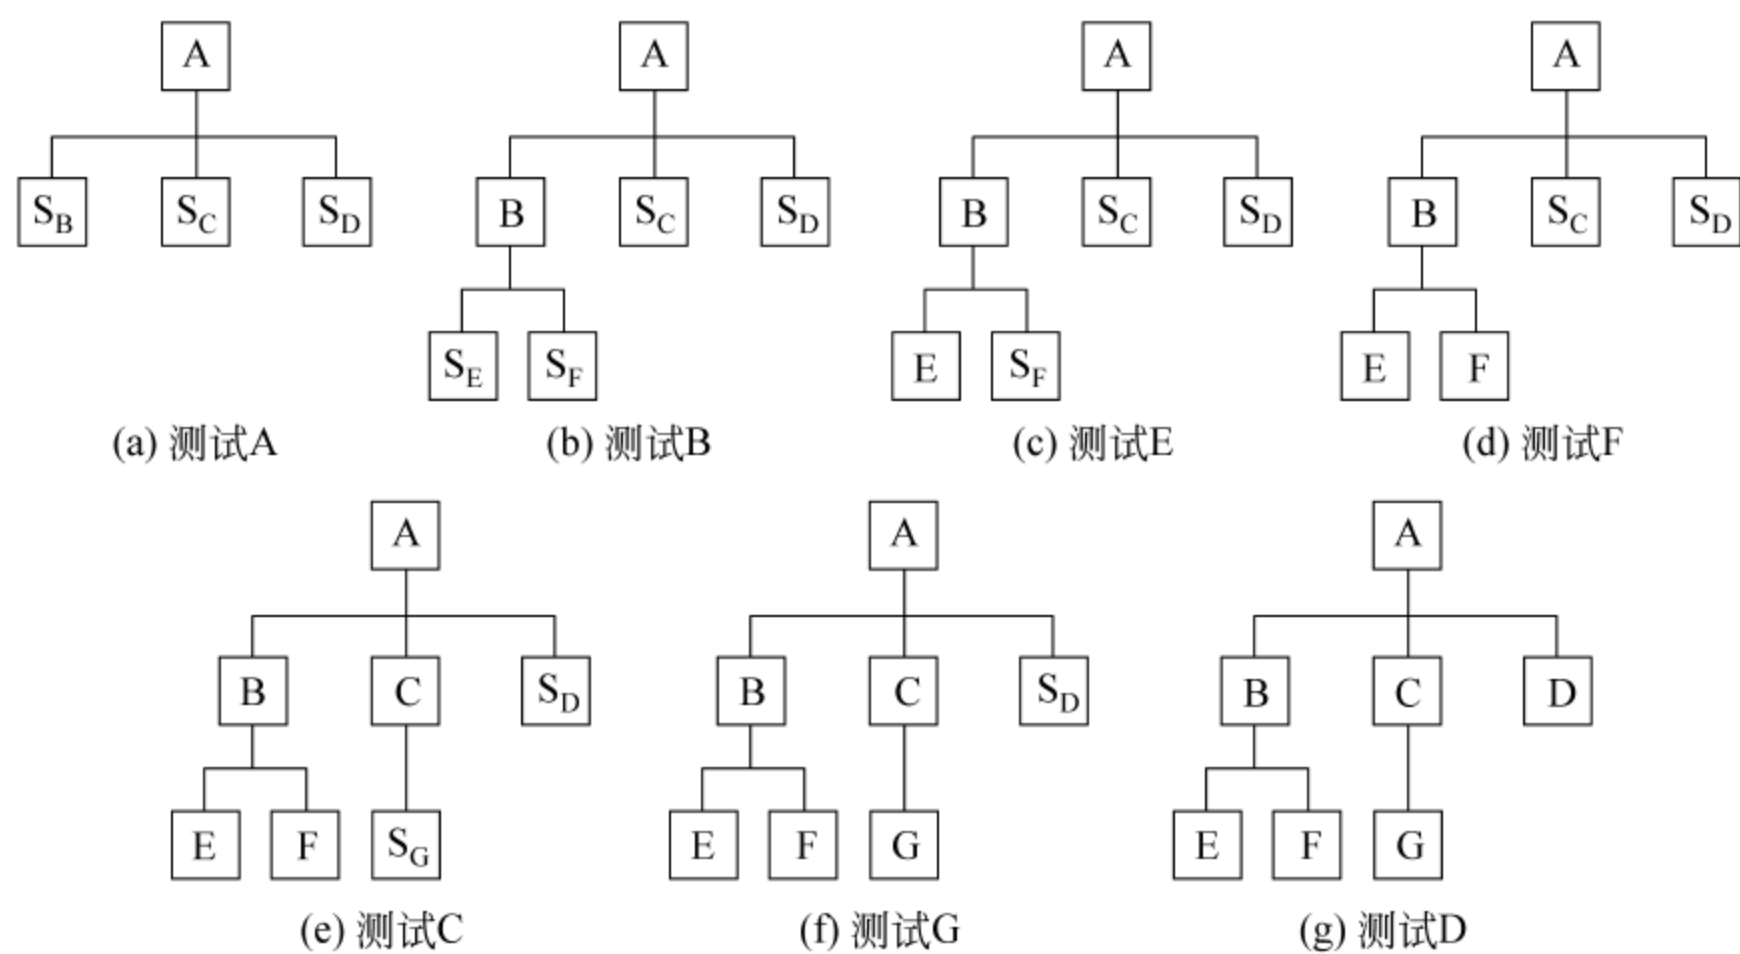 A A A A
S_B S_C S_D B S_C S_D B S_C S_D B S_C S_D
S_E S_F E S_F E F
(a) 测试A (b) 测试B (c) 测试E (d) 测试F
A A A
B C S_D B C S_D B C D
E F S_G E F G E F G
(e) 测试C (f) 测试G (g) 测试D